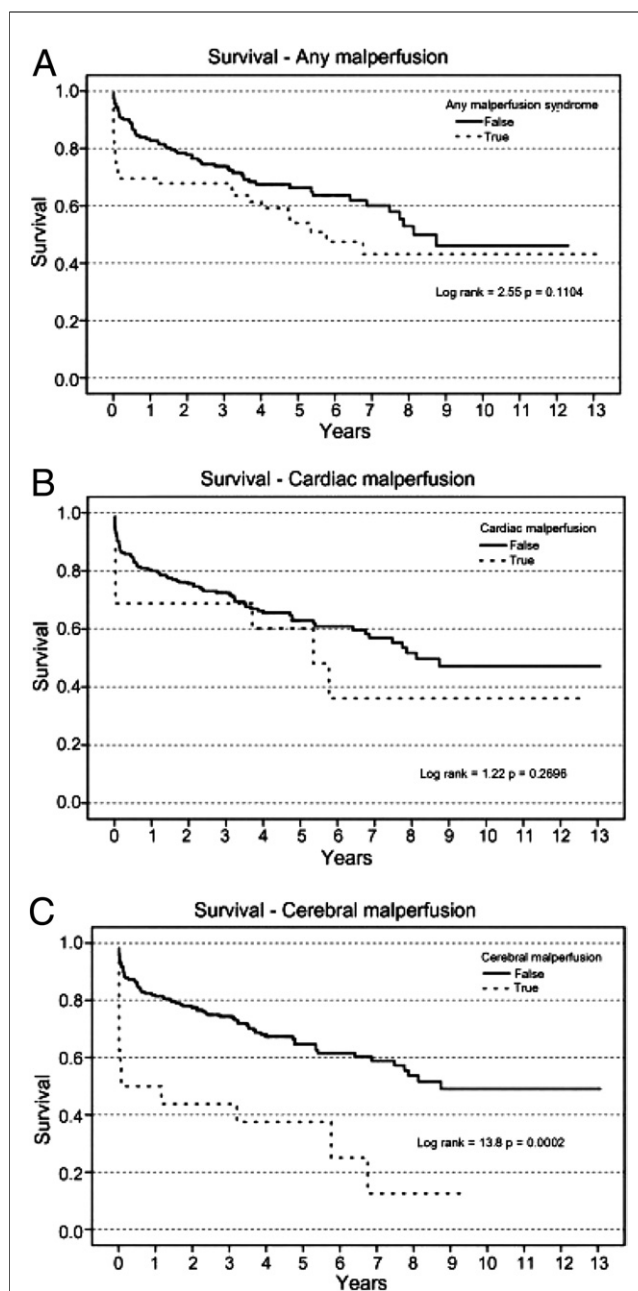 A
Survival - Any malperfusion
1.0
Any malperfusion syndrome
False
True
0.8
0.6
0.4
Survival
Log rank = 2.55 p = 0.1104
0.2
0.0
0 1 2 3 4 5 6 7 8 9 10 11 12 13
Years
B
Survival - Cardiac malperfusion
1.0
Cardiac malperfusion
False
True
0.8
0.6
0.4
Survival
0.2
Log rank = 1.22 p = 0.2696
0.0
0 1 2 3 4 5 6 7 8 9 10 11 12 13
Years
C
Survival - Cerebral malperfusion
1.0
Cerebral malperfusion
False
True
0.8
0.6
0.4
Survival
Log rank = 13.8 p = 0.0002
0.2
0.0
0 1 2 3 4 5 6 7 8 9 10 11 12 13
Years